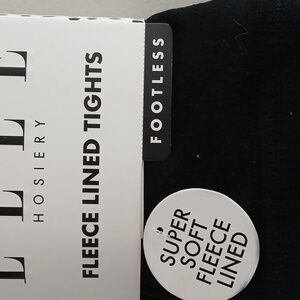 ELLE
HOSIERY
FLEECE LINED TIGHTS
FOOTLESS
SUPER
SOFT
FLEECE
LINED